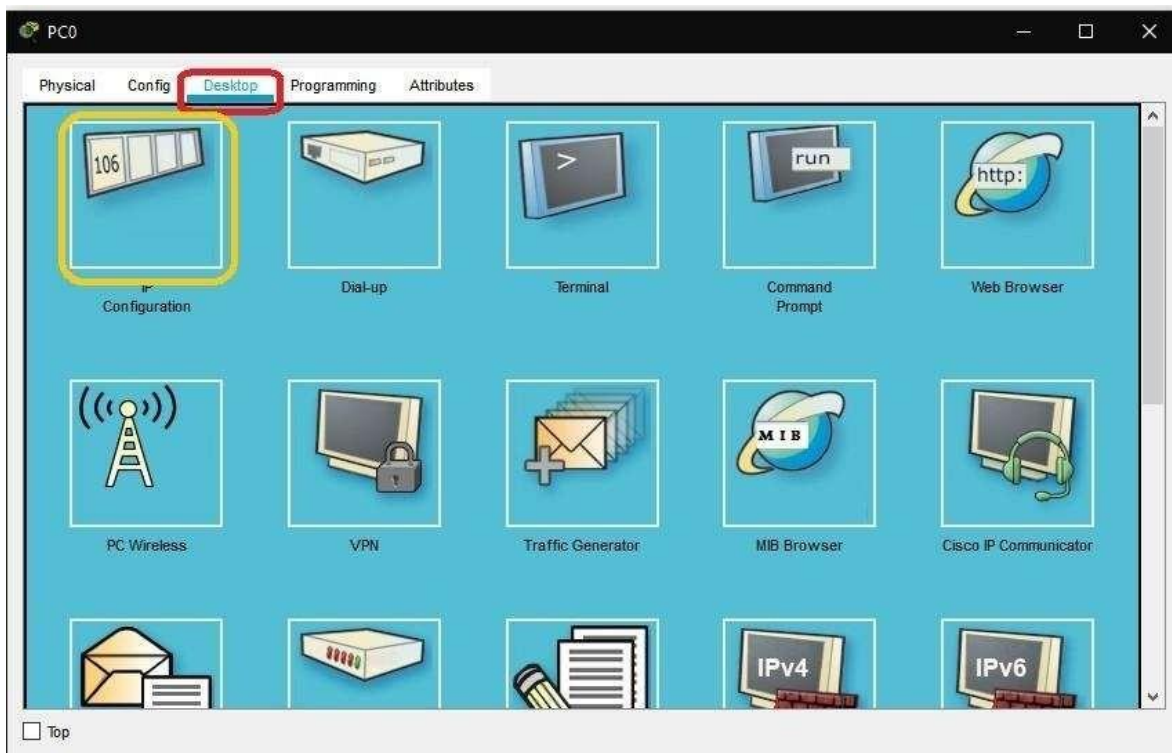 PC0
Physical Config Desktop Programming Attributes
106
>
run
http:
IP
Configuration
Dial-up
Terminal
Command
Prompt
Web Browser
MIB
PC Wireless
VPN
Traffic Generator
MIB Browser
Cisco IP Communicator
IPv4
IPv6
Top